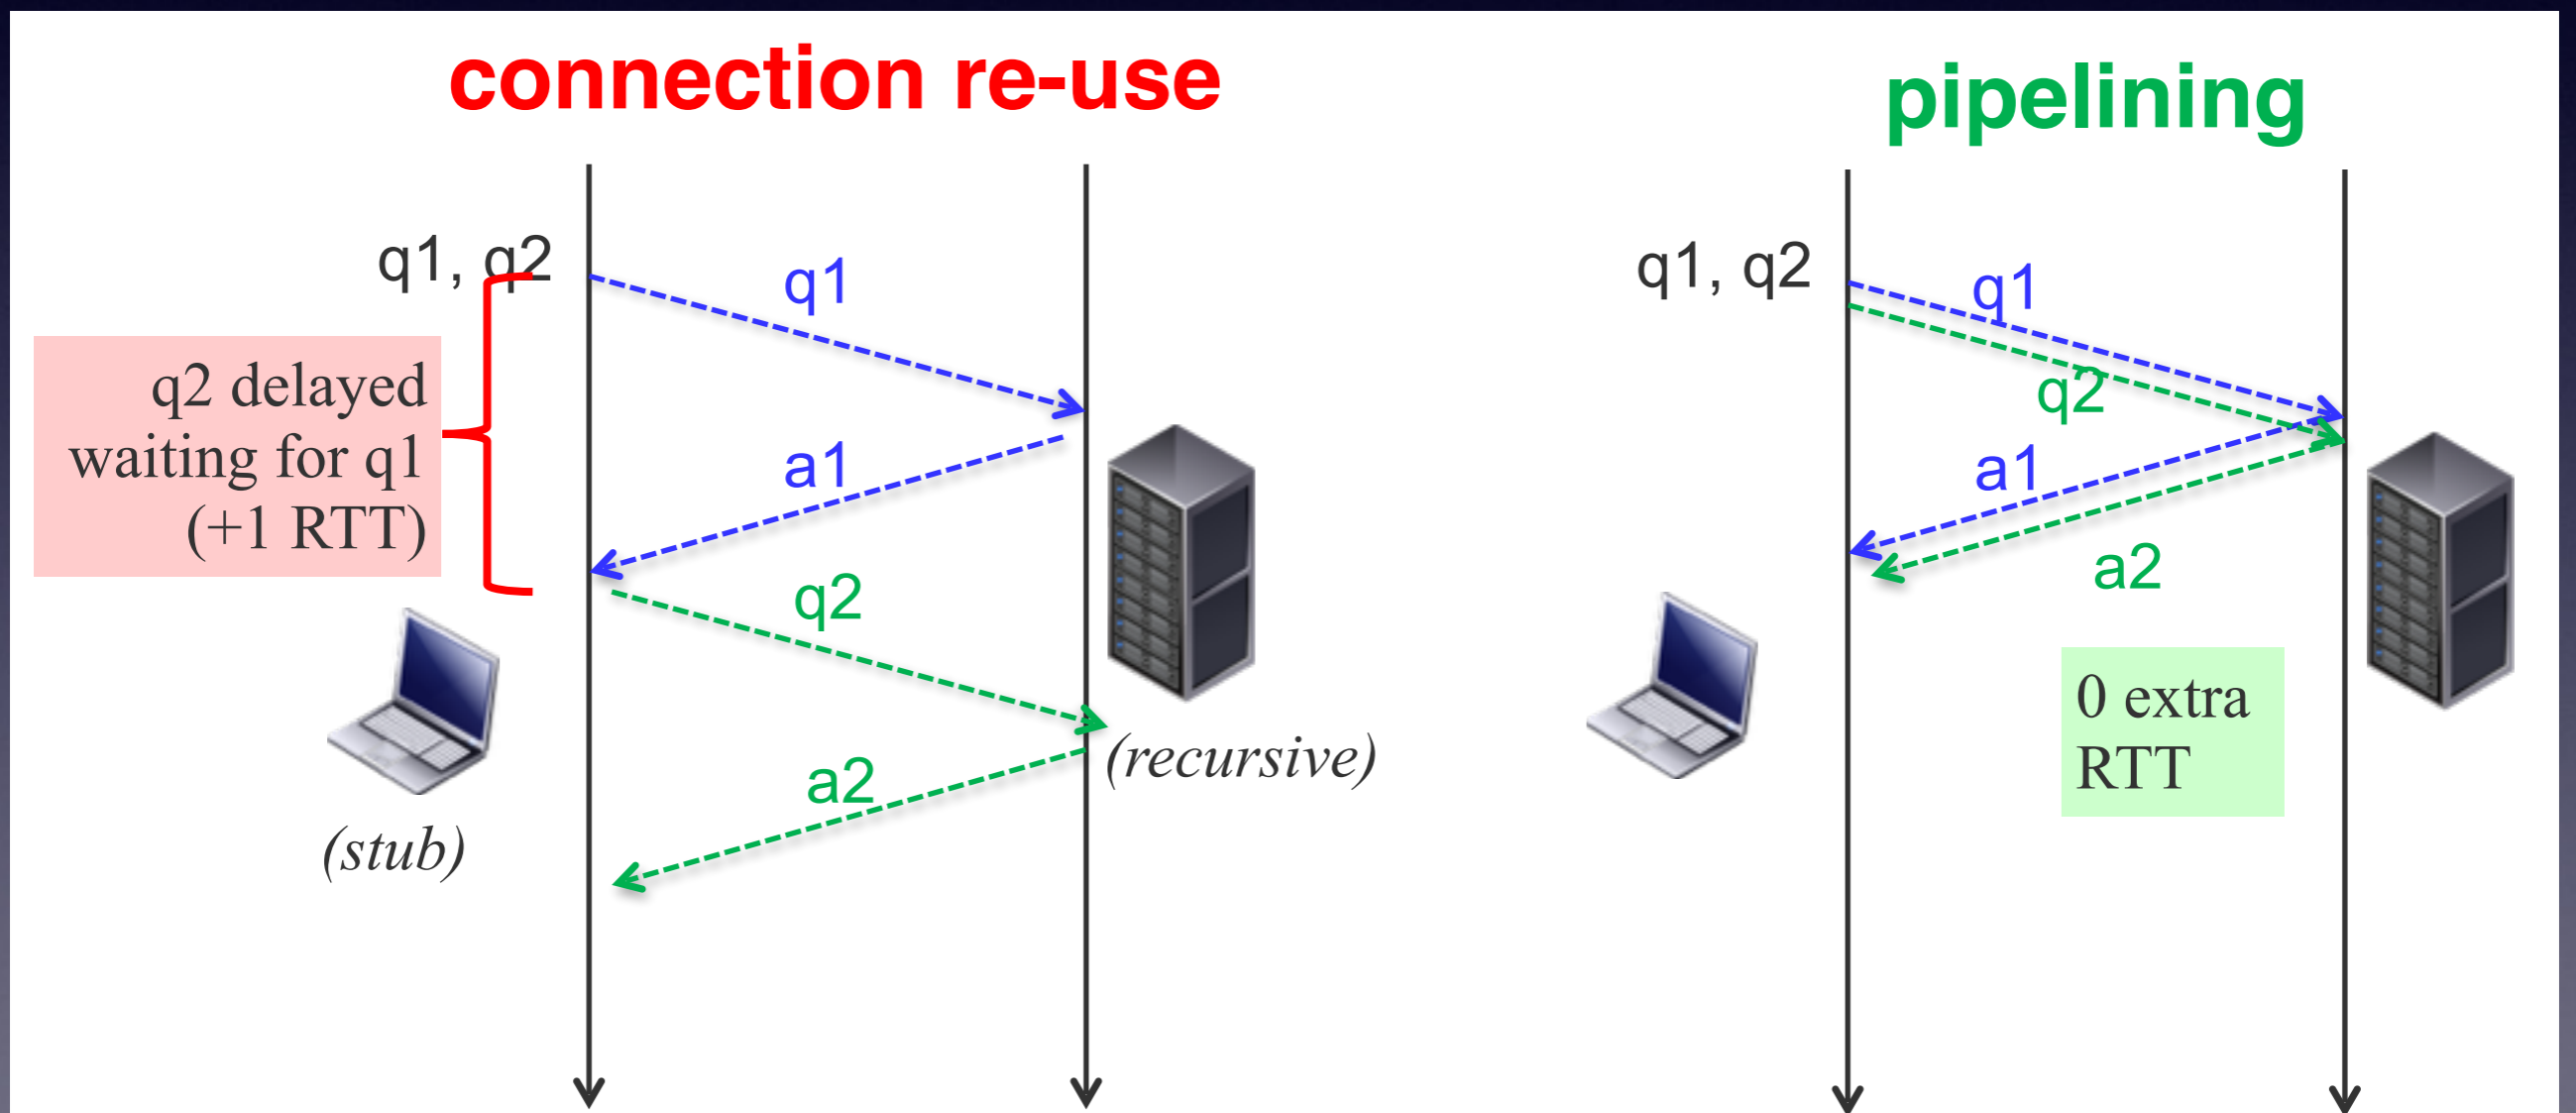 connection re-use
q1, q2
q1
q2 delayed
waiting for q1
(+1 RTT)
a1
q2
(recursive)
a2
(stub)
pipelining
q1, q2
q1
q2
a1
a2
0 extra
RTT